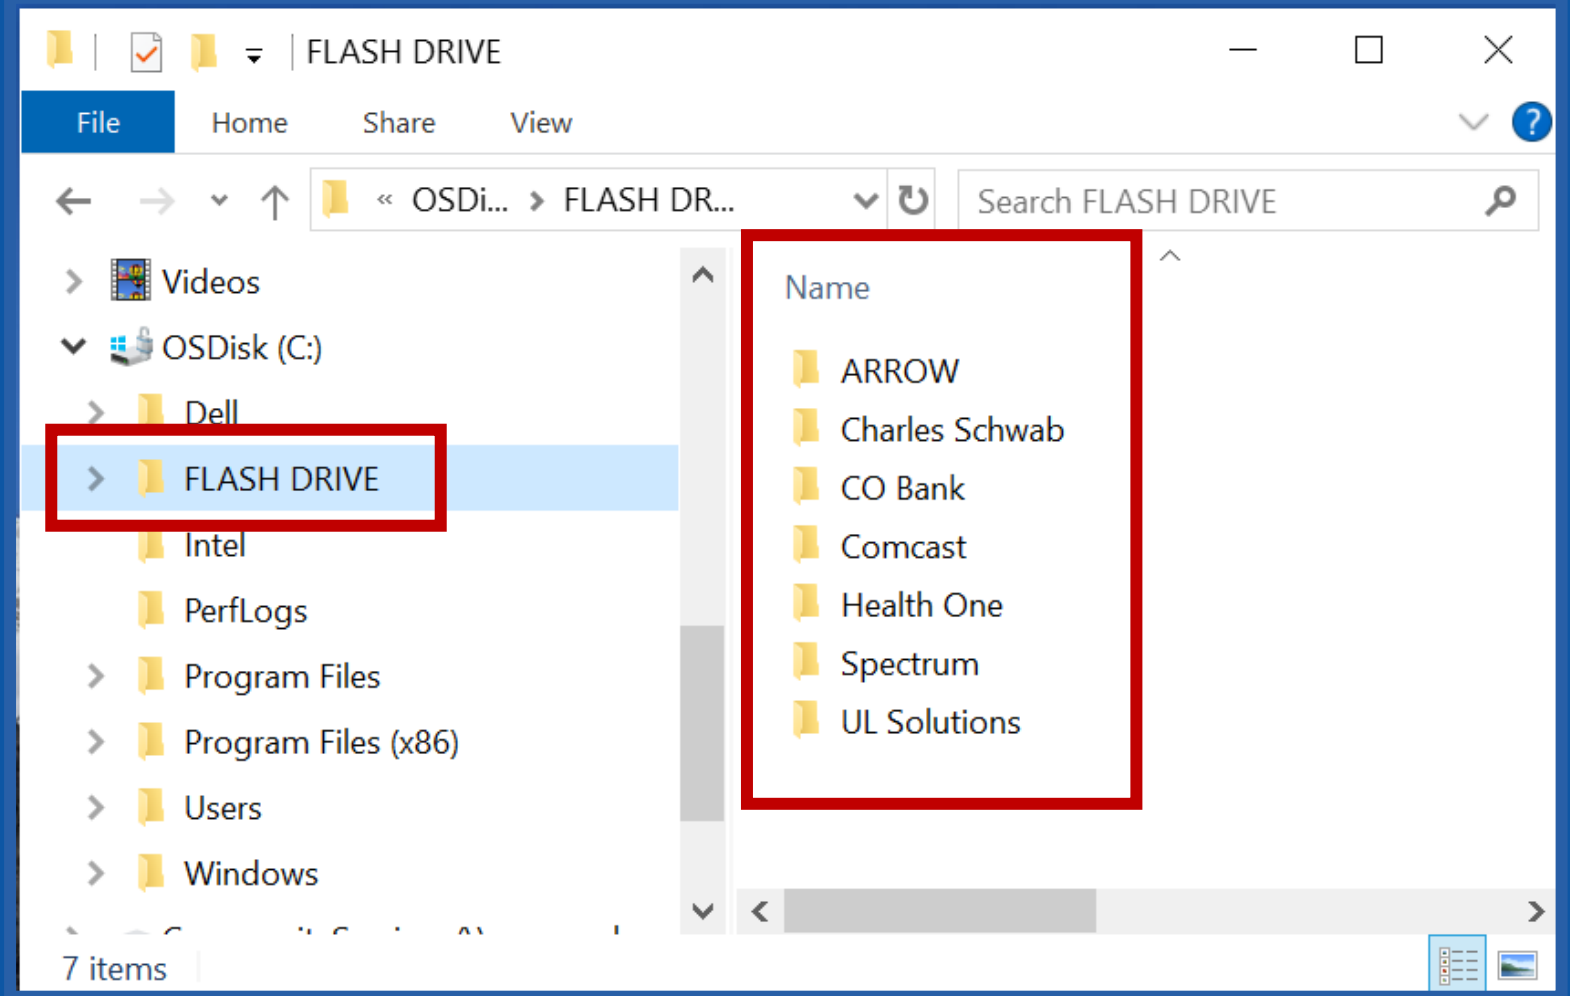 FLASH DRIVE
File Home Share View
?
« OSDi... > FLASH DR...
Search FLASH DRIVE
Videos
OSDisk (C:)
Dell
FLASH DRIVE
Intel
PerfLogs
Program Files
Program Files (x86)
Users
Windows
Name
ARROW
Charles Schwab
CO Bank
Comcast
Health One
Spectrum
UL Solutions
7 items